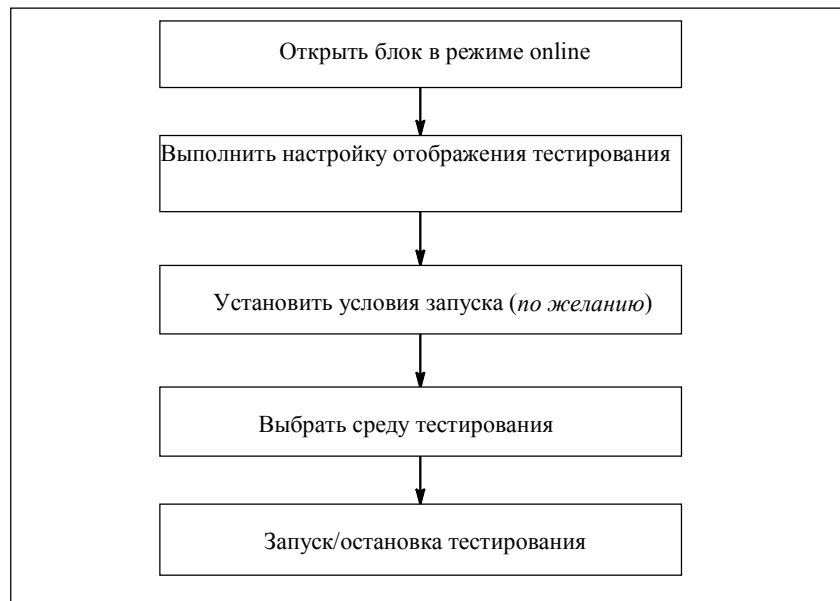 Открыть блок в режиме online
Выполнить настройку отображения тестирования
Установить условия запуска (по желанию)
Выбрать среду тестирования
Запуск/остановка тестирования